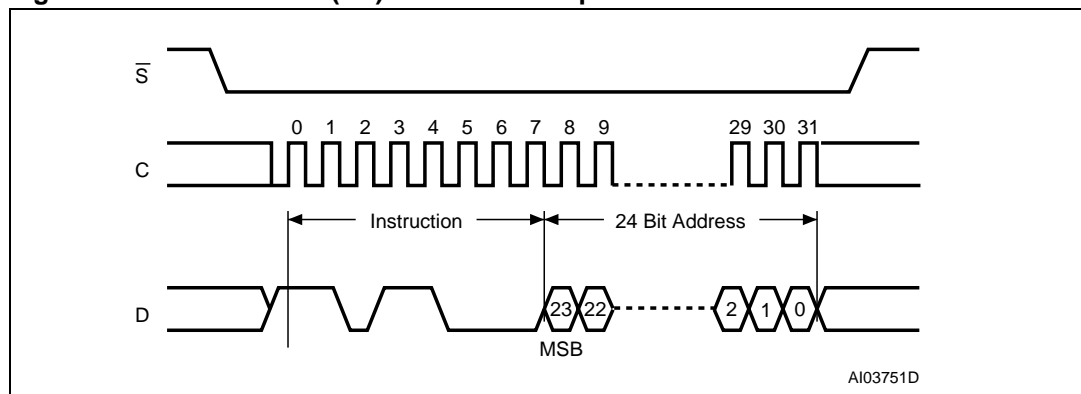 S
0 1 2 3 4 5 6 7 8 9 29 30 31
C
Instruction 24 Bit Address
D 23 22 2 1 0
MSB
AI03751D